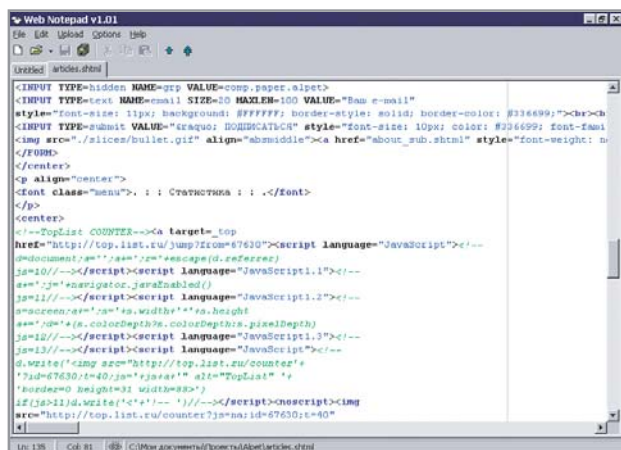 Web Notepad v1.01
File Edit Upload Options Help
Untitled articles.shtml
<INPUT TYPE=hidden NAME=grp VALUE=comp.paper.alpet>
<INPUT TYPE=text NAME=email SIZE=20 MAXLEN=100 VALUE="Ваш e-mail"
style="font-size: 11px; background: #FFFFFF; border-style: solid; border-color: #336699;"><br><b
<INPUT TYPE=submit VALUE="&raquo; ПОДПИСАТЬСЯ" style="font-size: 10px; color: #336699; font-fami
<img src="./slices/bullet.gif" align="absmiddle"><a href="about_sub.shtml" style="font-weight: n
</FORM>
</center>
<p align="center">
<font class="menu">. : : Статистика : : .</font>
</p>
<center>
<!--TopList COUNTER--><a target=_top
href="http://top.list.ru/jump?from=67630"><script language="JavaScript"><!--
d=document;a='';a+=';r='+escape(d.referrer)
js=10//--></script><script language="JavaScript1.1"><!--
a+=';j='+navigator.javaEnabled()
js=11//--></script><script language="JavaScript1.2"><!--
s=screen;a+=';s='+s.width+'*'+s.height
a+=';d='+(s.colorDepth?s.colorDepth:s.pixelDepth)
js=12//--></script><script language="JavaScript1.3"><!--
js=13//--></script><script language="JavaScript"><!--
d.write('<img src="http://top.list.ru/counter'+
'?id=67630;t=40;js='+js+a+'" alt="TopList" '+
'border=0 height=31 width=88>')
if(js>11)d.write('<'+'!-- ')//--></script><noscript><img
src="http://top.list.ru/counter?js=na;id=67630;t=40"
Ln: 135 Col: 81 C:\Мои документы\Проекты\Alpet\articles.shtml